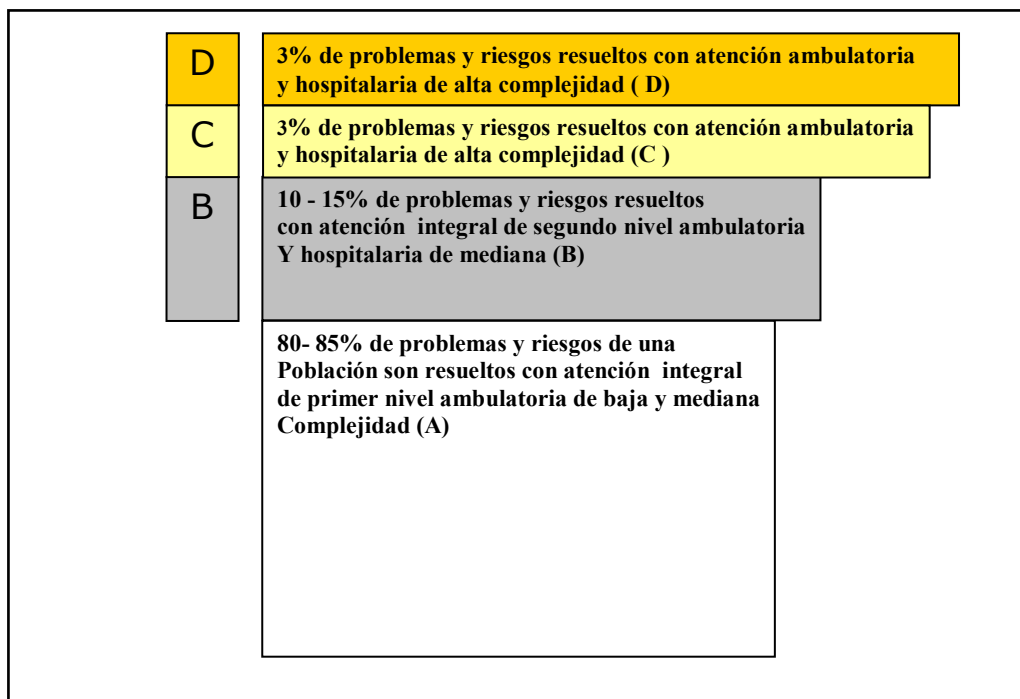 D
3% de problemas y riesgos resueltos con atención ambulatoria
y hospitalaria de alta complejidad ( D)
C
3% de problemas y riesgos resueltos con atención ambulatoria
y hospitalaria de alta complejidad (C )
B
10 - 15% de problemas y riesgos resueltos
con atención integral de segundo nivel ambulatoria
Y hospitalaria de mediana (B)
80- 85% de problemas y riesgos de una
Población son resueltos con atención integral
de primer nivel ambulatoria de baja y mediana
Complejidad (A)